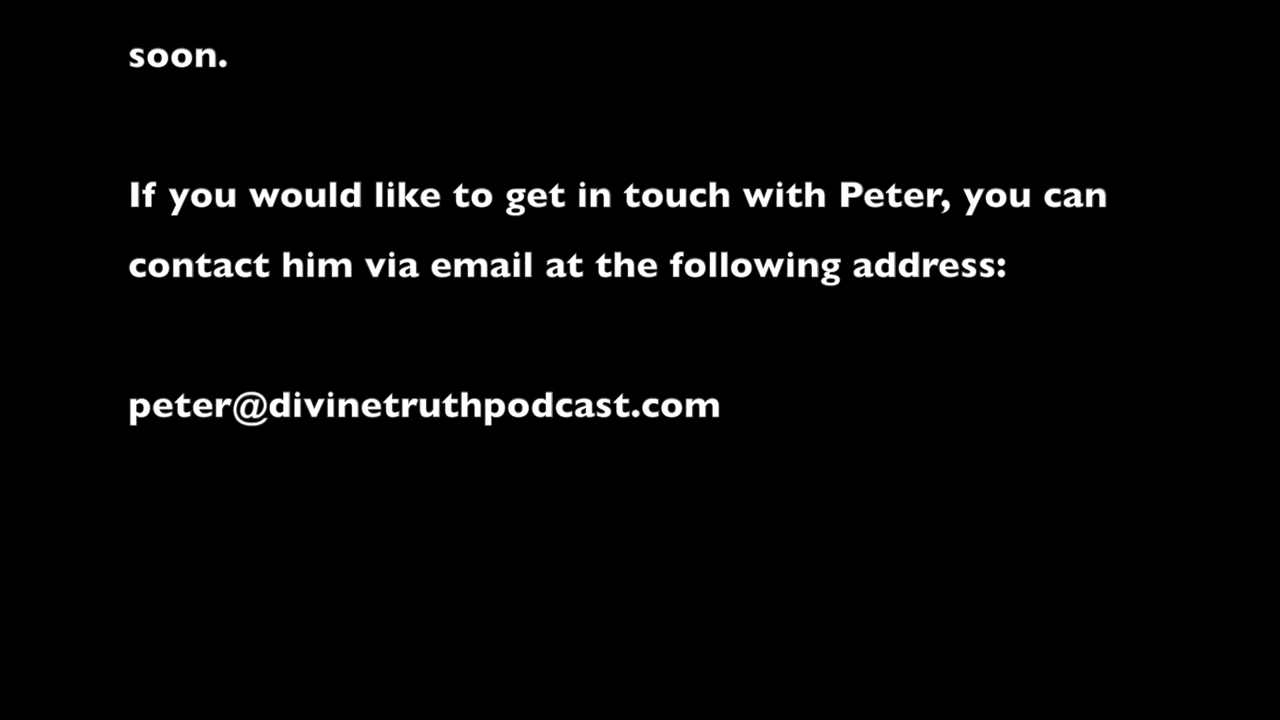 soon.
If you would like to get in touch with Peter, you can
contact him via email at the following address:
peter@divinetruthpodcast.com